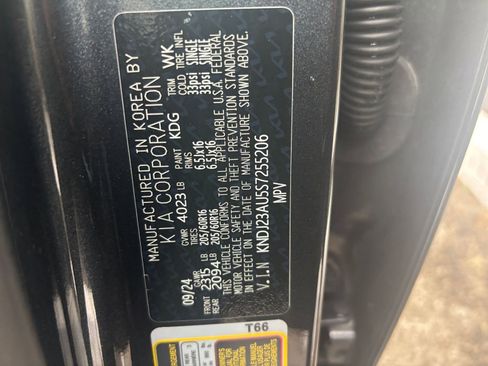 MANUFACTURED IN KOREA BY
KIA CORPORATION
09/24 GVWR 4023 LB PAINT KDG TRIM WK
GAWR TIRES RIMS COLD TIRE INFL
FRONT 2315 LB 205/60R16 6.5Jx16 33psi SINGLE
REAR 2094 LB 205/60R16 6.5Jx16 33psi SINGLE
THIS VEHICLE CONFORMS TO ALL APPLICABLE U.S.A. FEDERAL
MOTOR VEHICLE SAFETY AND THEFT PREVENTION STANDARDS
IN EFFECT ON THE DATE OF MANUFACTURE SHOWN ABOVE.
V.I.N KNDJ23AU5S7255206
MPV
T66